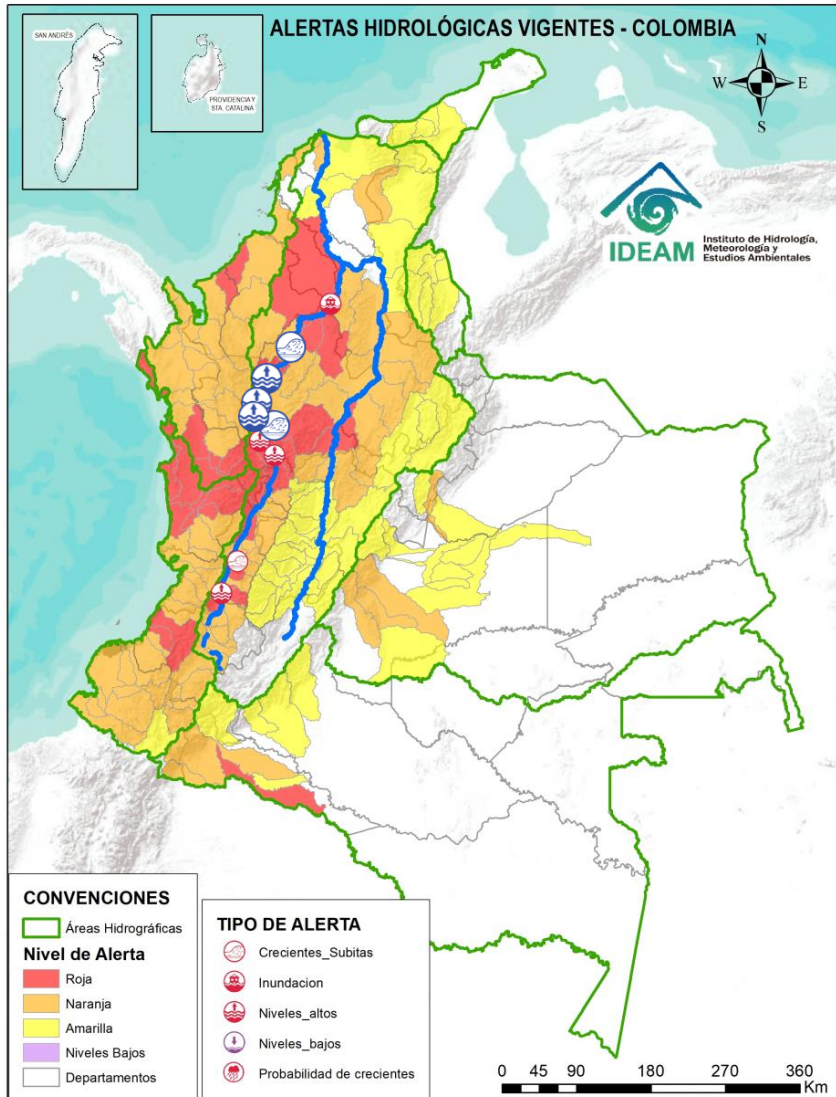 ALERTAS HIDROLÓGICAS VIGENTES - COLOMBIA
SAN ANDRÉS
PROVIDENCIA Y
STA. CATALINA
N
W
E
S
IDEAM
Instituto de Hidrología,
Meteorología y
Estudios Ambientales
CONVENCIONES
Áreas Hidrográficas
Nivel de Alerta
Roja
Naranja
Amarilla
Niveles Bajos
Departamentos
TIPO DE ALERTA
Crecientes_Subitas
Inundacion
Niveles_altos
Niveles_bajos
Probabilidad de crecientes
0 45 90 180 270 360
Km